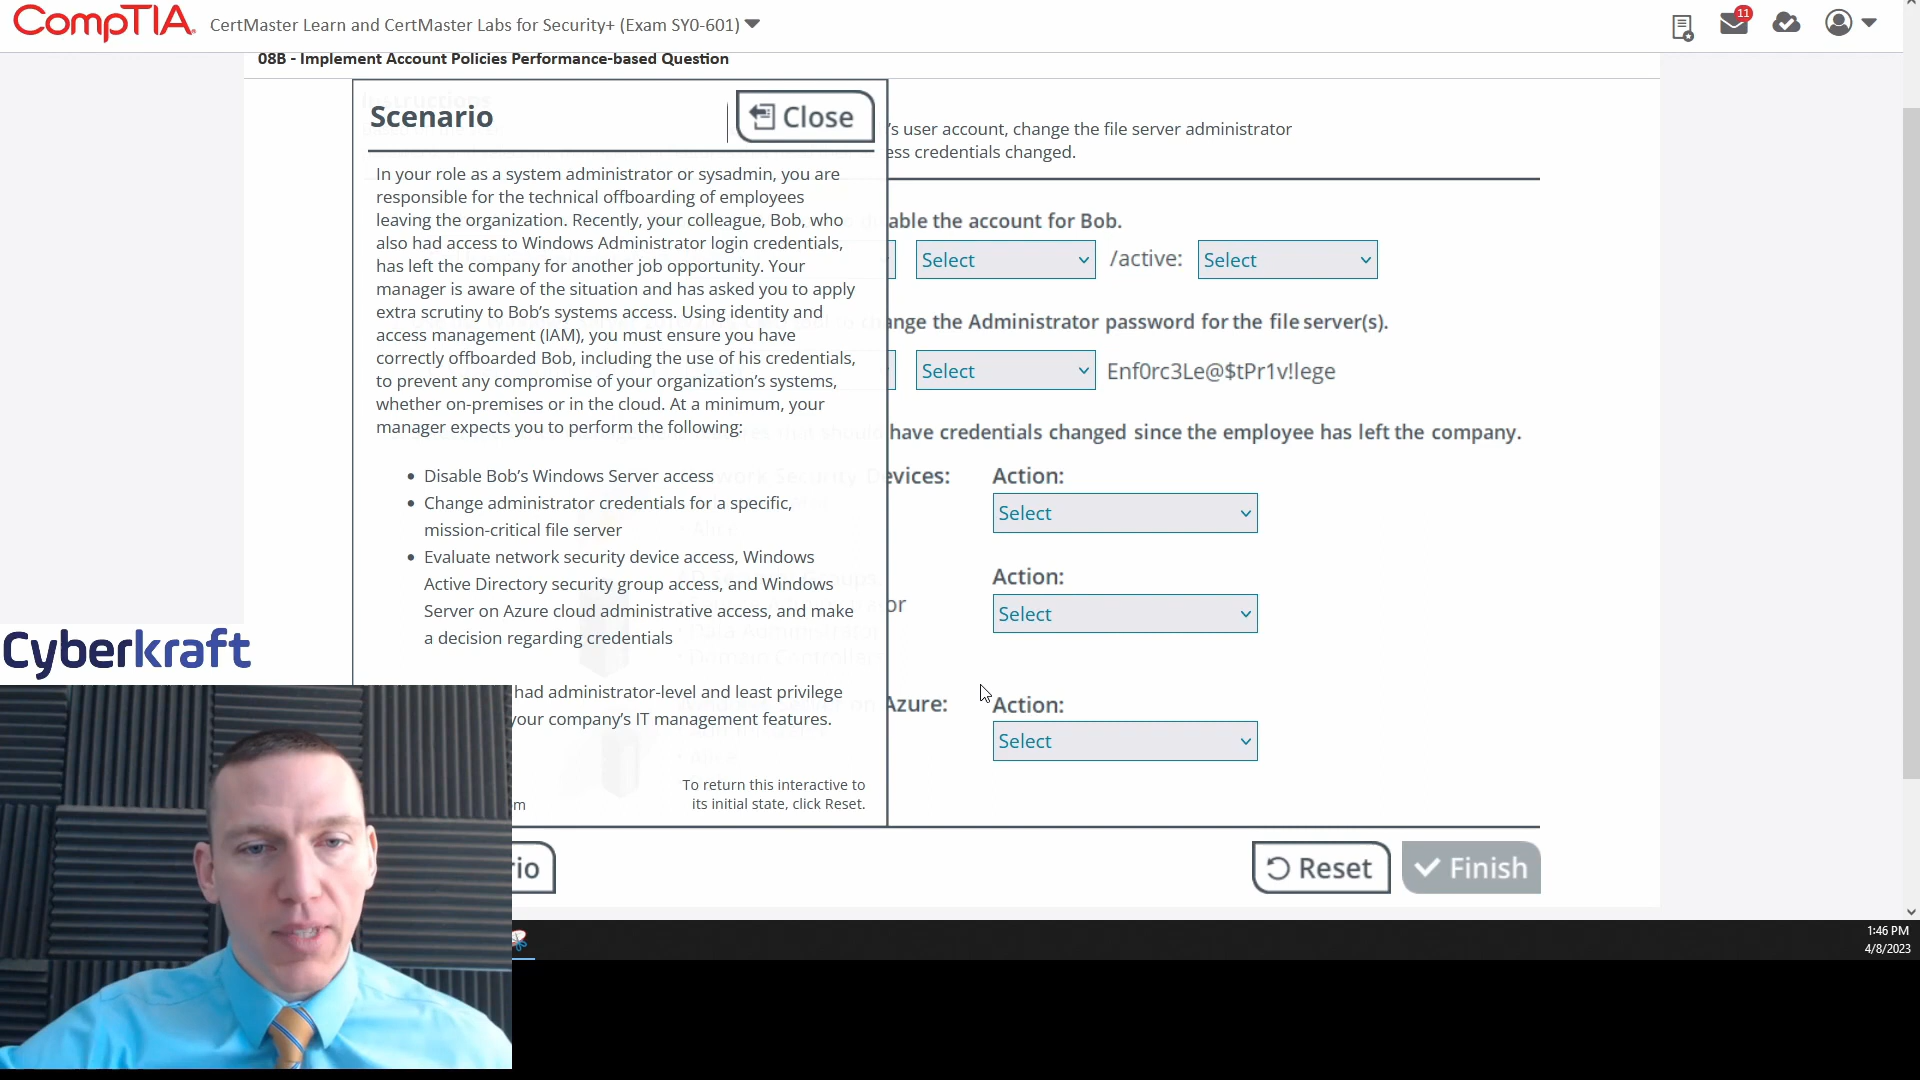 CompTIA.
CertMaster Learn and CertMaster Labs for Security+ (Exam SY0-601)
11
08B - Implement Account Policies Performance-based Question
Instructions
Scenario
Close
's user account, change the file server administrator
ess credentials changed.
In your role as a system administrator or sysadmin, you are
responsible for the technical offboarding of employees
leaving the organization. Recently, your colleague, Bob, who
also had access to Windows Administrator login credentials,
has left the company for another job opportunity. Your
manager is aware of the situation and has asked you to apply
extra scrutiny to Bob's systems access. Using identity and
access management (IAM), you must ensure you have
correctly offboarded Bob, including the use of his credentials,
to prevent any compromise of your organization's systems,
whether on-premises or in the cloud. At a minimum, your
manager expects you to perform the following:
• Disable Bob's Windows Server access
• Change administrator credentials for a specific,
mission-critical file server
• Evaluate network security device access, Windows
Active Directory security group access, and Windows
Server on Azure cloud administrative access, and make
a decision regarding credentials
had administrator-level and least privilege
your company's IT management features.
To return this interactive to
its initial state, click Reset.
m
able the account for Bob.
Select
/active:
Select
ange the Administrator password for the file server(s).
Select
Enf0rc3Le@$tPr1v!lege
have credentials changed since the employee has left the company.
evices:
Action:
Select
or
Data Administrator
Domain Controller
Action:
Select
Azure:
Action:
Select
io
Reset
Finish
Cyberkraft
1:46 PM
4/8/2023